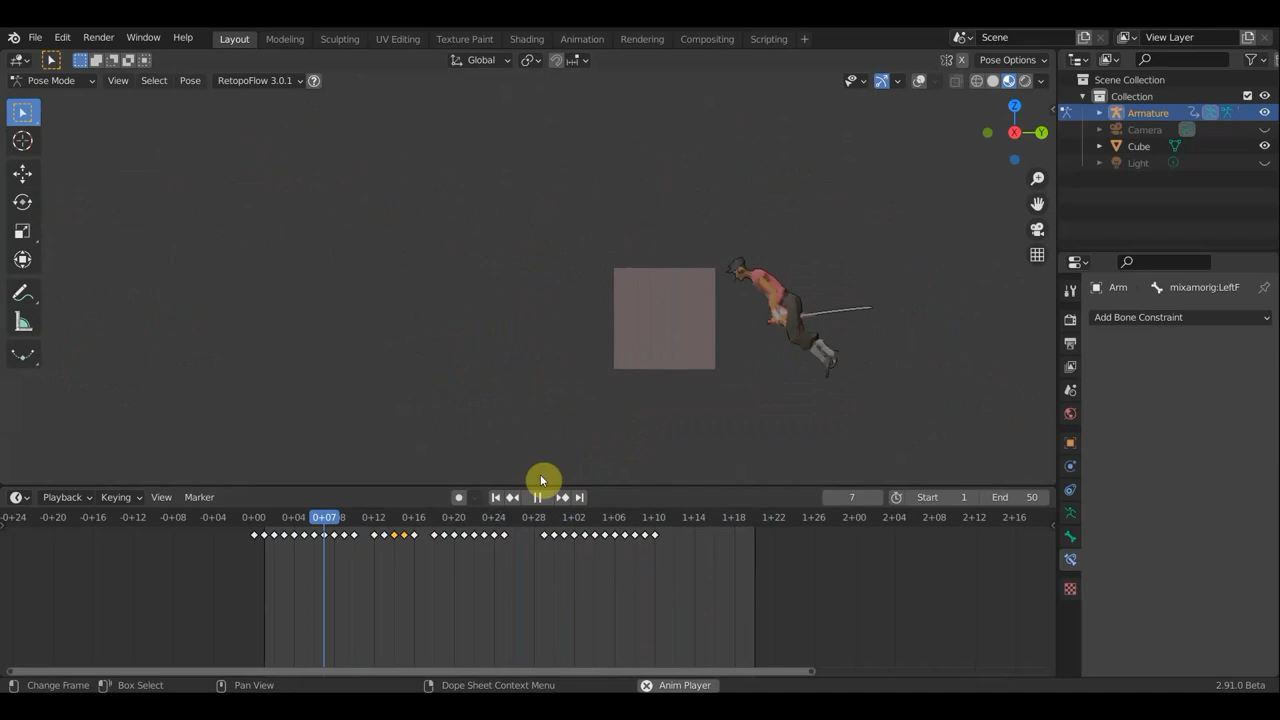 File Edit Render Window Help Layout Modeling Sculpting UV Editing Texture Paint Shading Animation Rendering Compositing Scripting + Scene View Layer
Global Pose Options
Pose Mode View Select Pose RetopoFlow 3.0.1
Scene Collection
Collection
Armature
Camera
Cube
Light
Z
X
Y
Arm mixamorig:LeftF
Add Bone Constraint
Playback Keying View Marker 7 Start 1 End 50
0+24 -0+20 -0+16 -0+12 -0+08 -0+04 0+00 0+04 0+07 8 0+12 0+16 0+20 0+24 0+28 1+02 1+06 1+10 1+14 1+18 2+00 2+04 2+08 2+12 2+16
Change Frame Box Select Pan View Dope Sheet Context Menu Anim Player 2.91.0 Beta